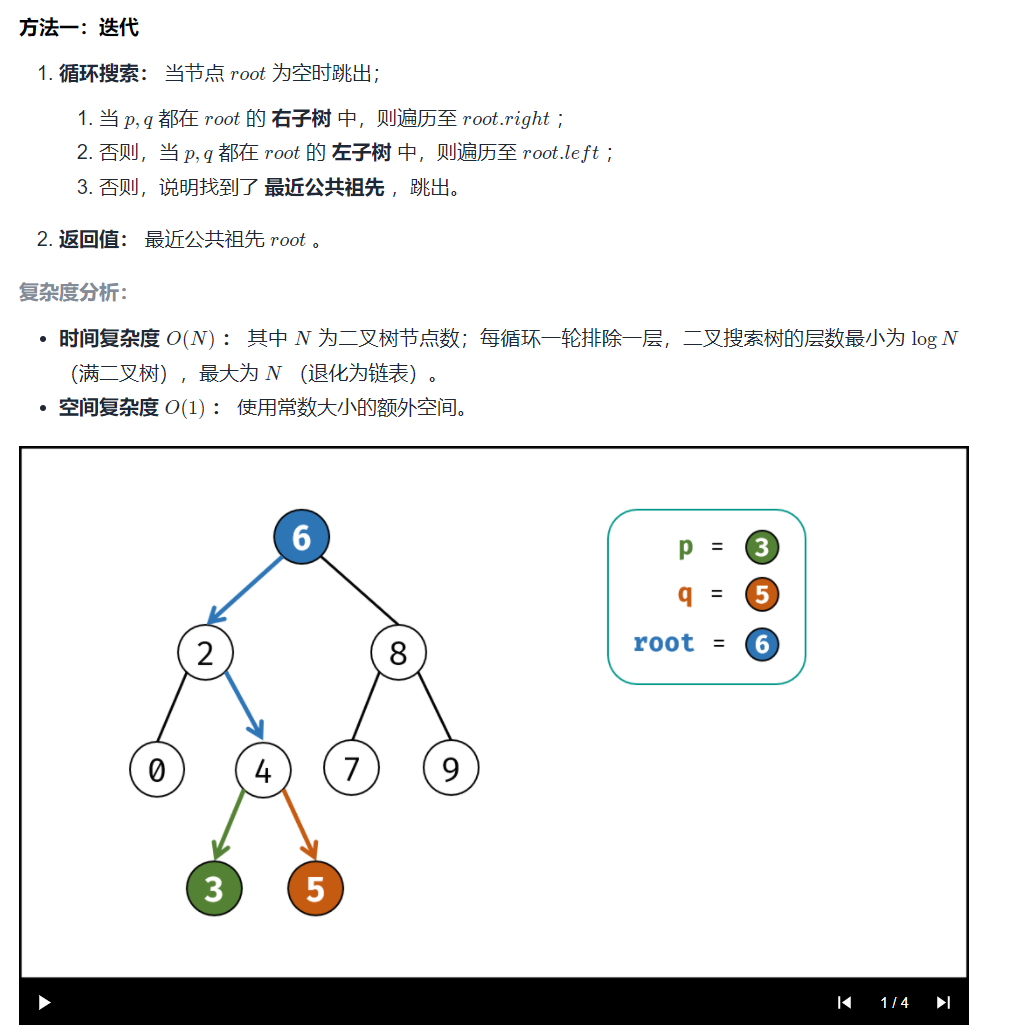 方法一：迭代
1. 循环搜索： 当节点 root 为空时跳出；
1. 当 p, q 都在 root 的 右子树 中，则遍历至 root.right ；
2. 否则，当 p, q 都在 root 的 左子树 中，则遍历至 root.left ；
3. 否则，说明找到了 最近公共祖先 ，跳出。
2. 返回值： 最近公共祖先 root 。
复杂度分析：
• 时间复杂度 O(N) ： 其中 N 为二叉树节点数；每循环一轮排除一层，二叉搜索树的层数最小为 log N
（满二叉树），最大为 N （退化为链表）。
• 空间复杂度 O(1) ： 使用常数大小的额外空间。
6
p = 3
q = 5
root = 6
2 8
0 4 7 9
3 5
1 / 4